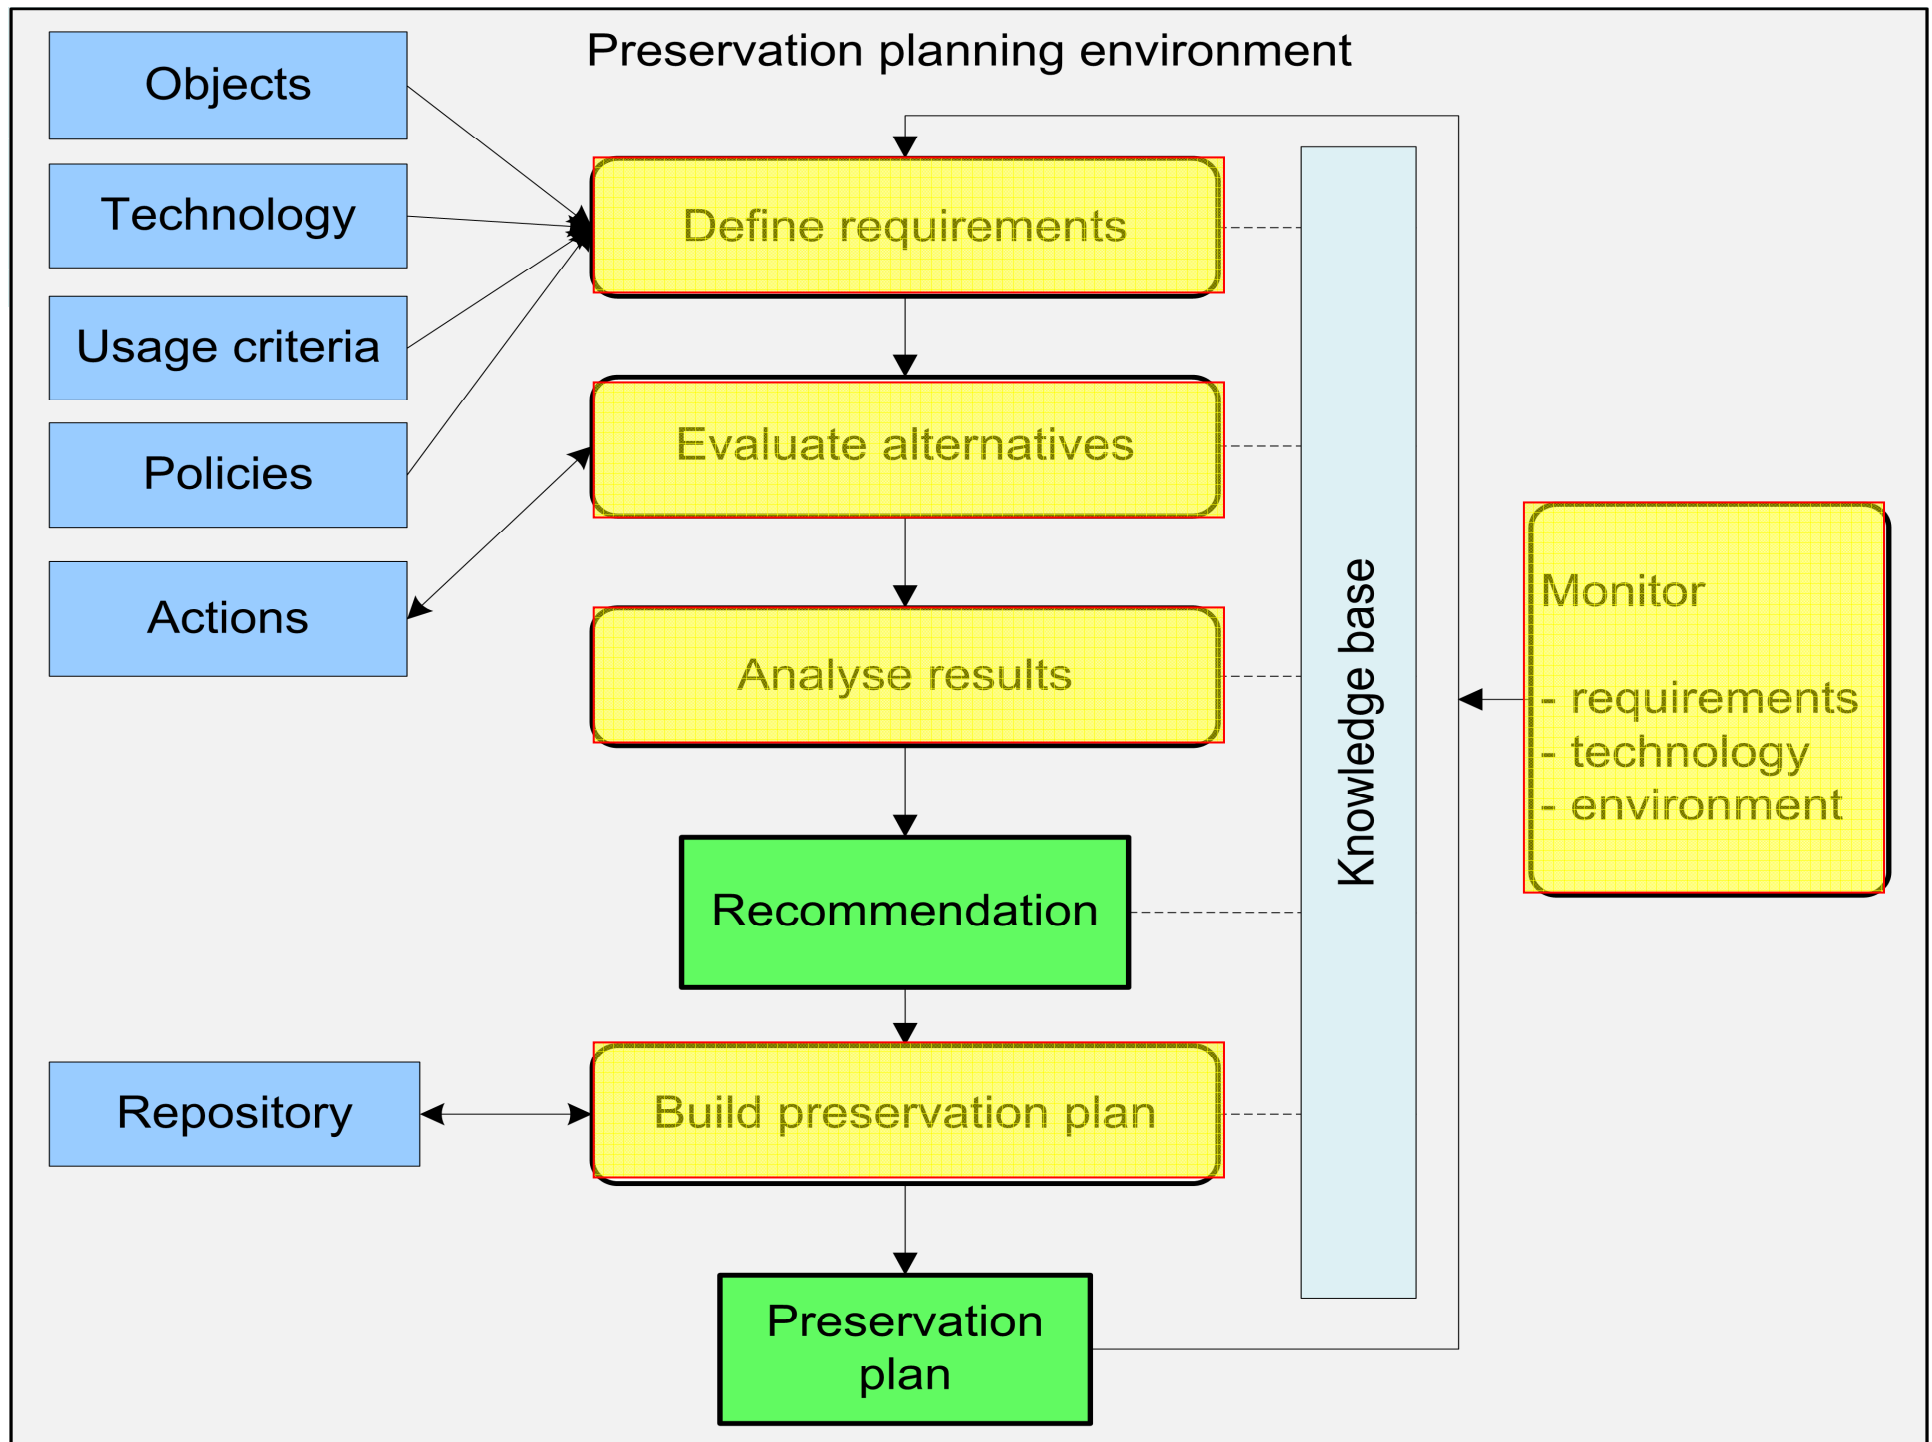 Preservation planning environment
Objects
Technology
Usage criteria
Policies
Actions
Repository
Define requirements
Evaluate alternatives
Analyse results
Recommendation
Build preservation plan
Preservation
plan
Knowledge base
Monitor
- requirements
- technology
- environment